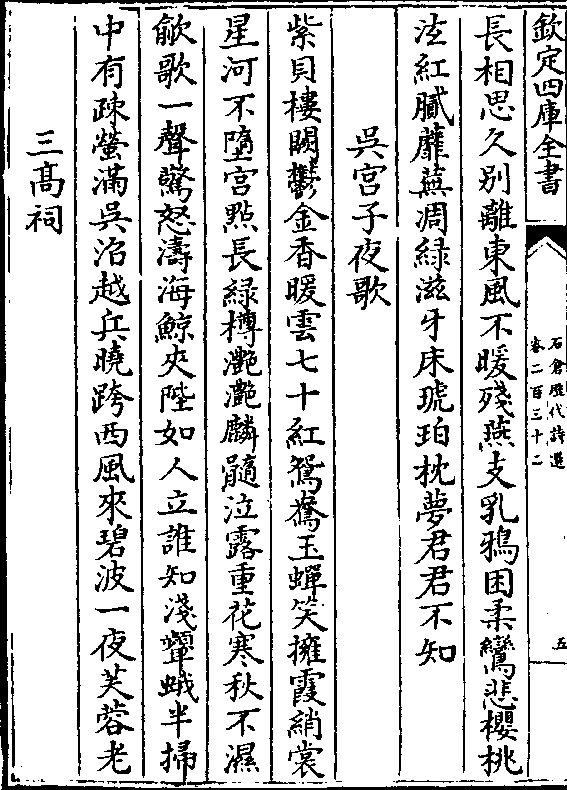 欽定四庫全書
石倉歷代詩選
卷二百三十二
五
長相思久别離東風不暖殘燕支乳鴉困柔鸞悲櫻桃
泫紅膩蘼蕪凋緑滋牙床琥珀枕夢君君不知
吳宫子夜歌
紫貝樓闕鬱金香暖雲七十紅鴛鴦玉蟬笑擁霞綃裳
星河不墮宫㸃長緑樽灔灔麟髓泣露重花寒秋不濕
歈歌一聲驚怒濤海鯨夾陛如人立誰知淺顰蛾半掃
中有疎螢滿吳沼越兵曉跨西風來碧波一夜芙蓉老
三髙祠